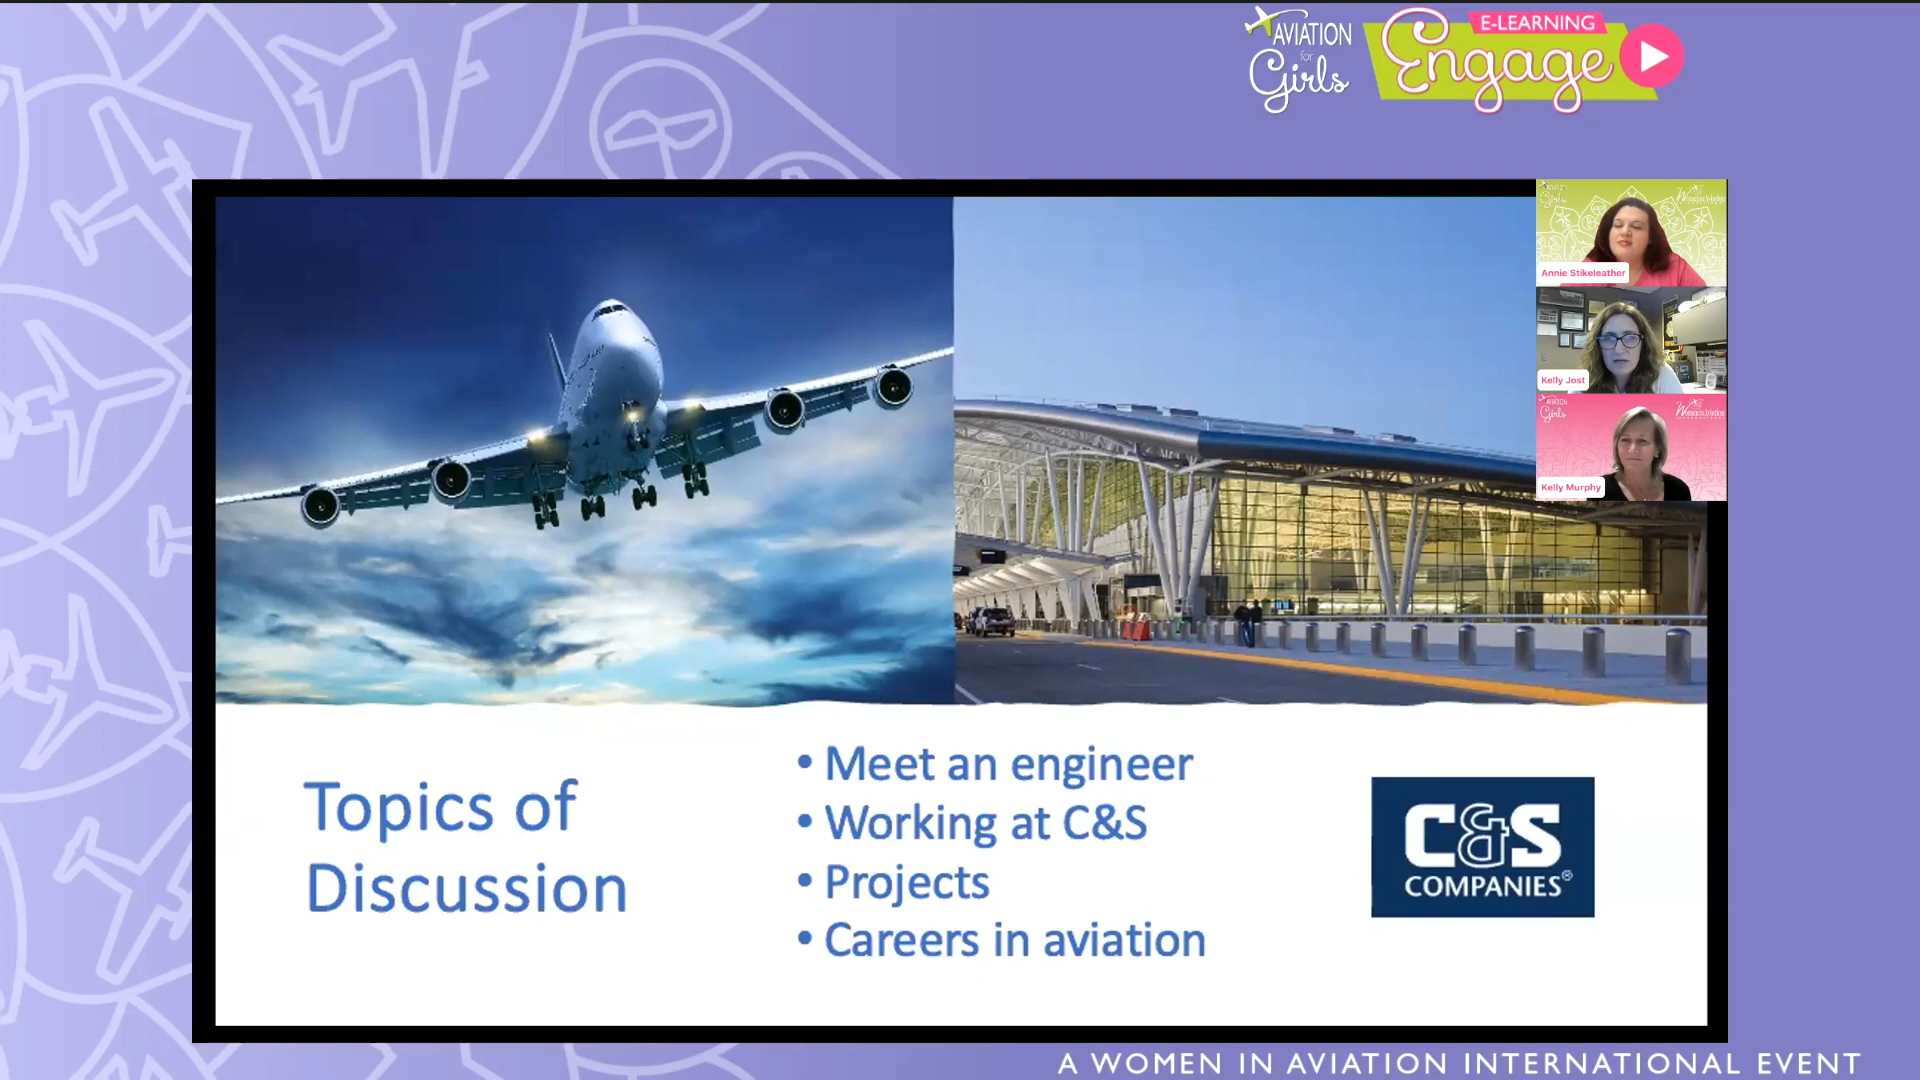 AVIATION
for
Girls
E-LEARNING
Engage
Annie Stikeleather
Kelly Jost
Kelly Murphy
Topics of
Discussion
• Meet an engineer
• Working at C&S
• Projects
• Careers in aviation
C&S
COMPANIES®
A WOMEN IN AVIATION INTERNATIONAL EVENT